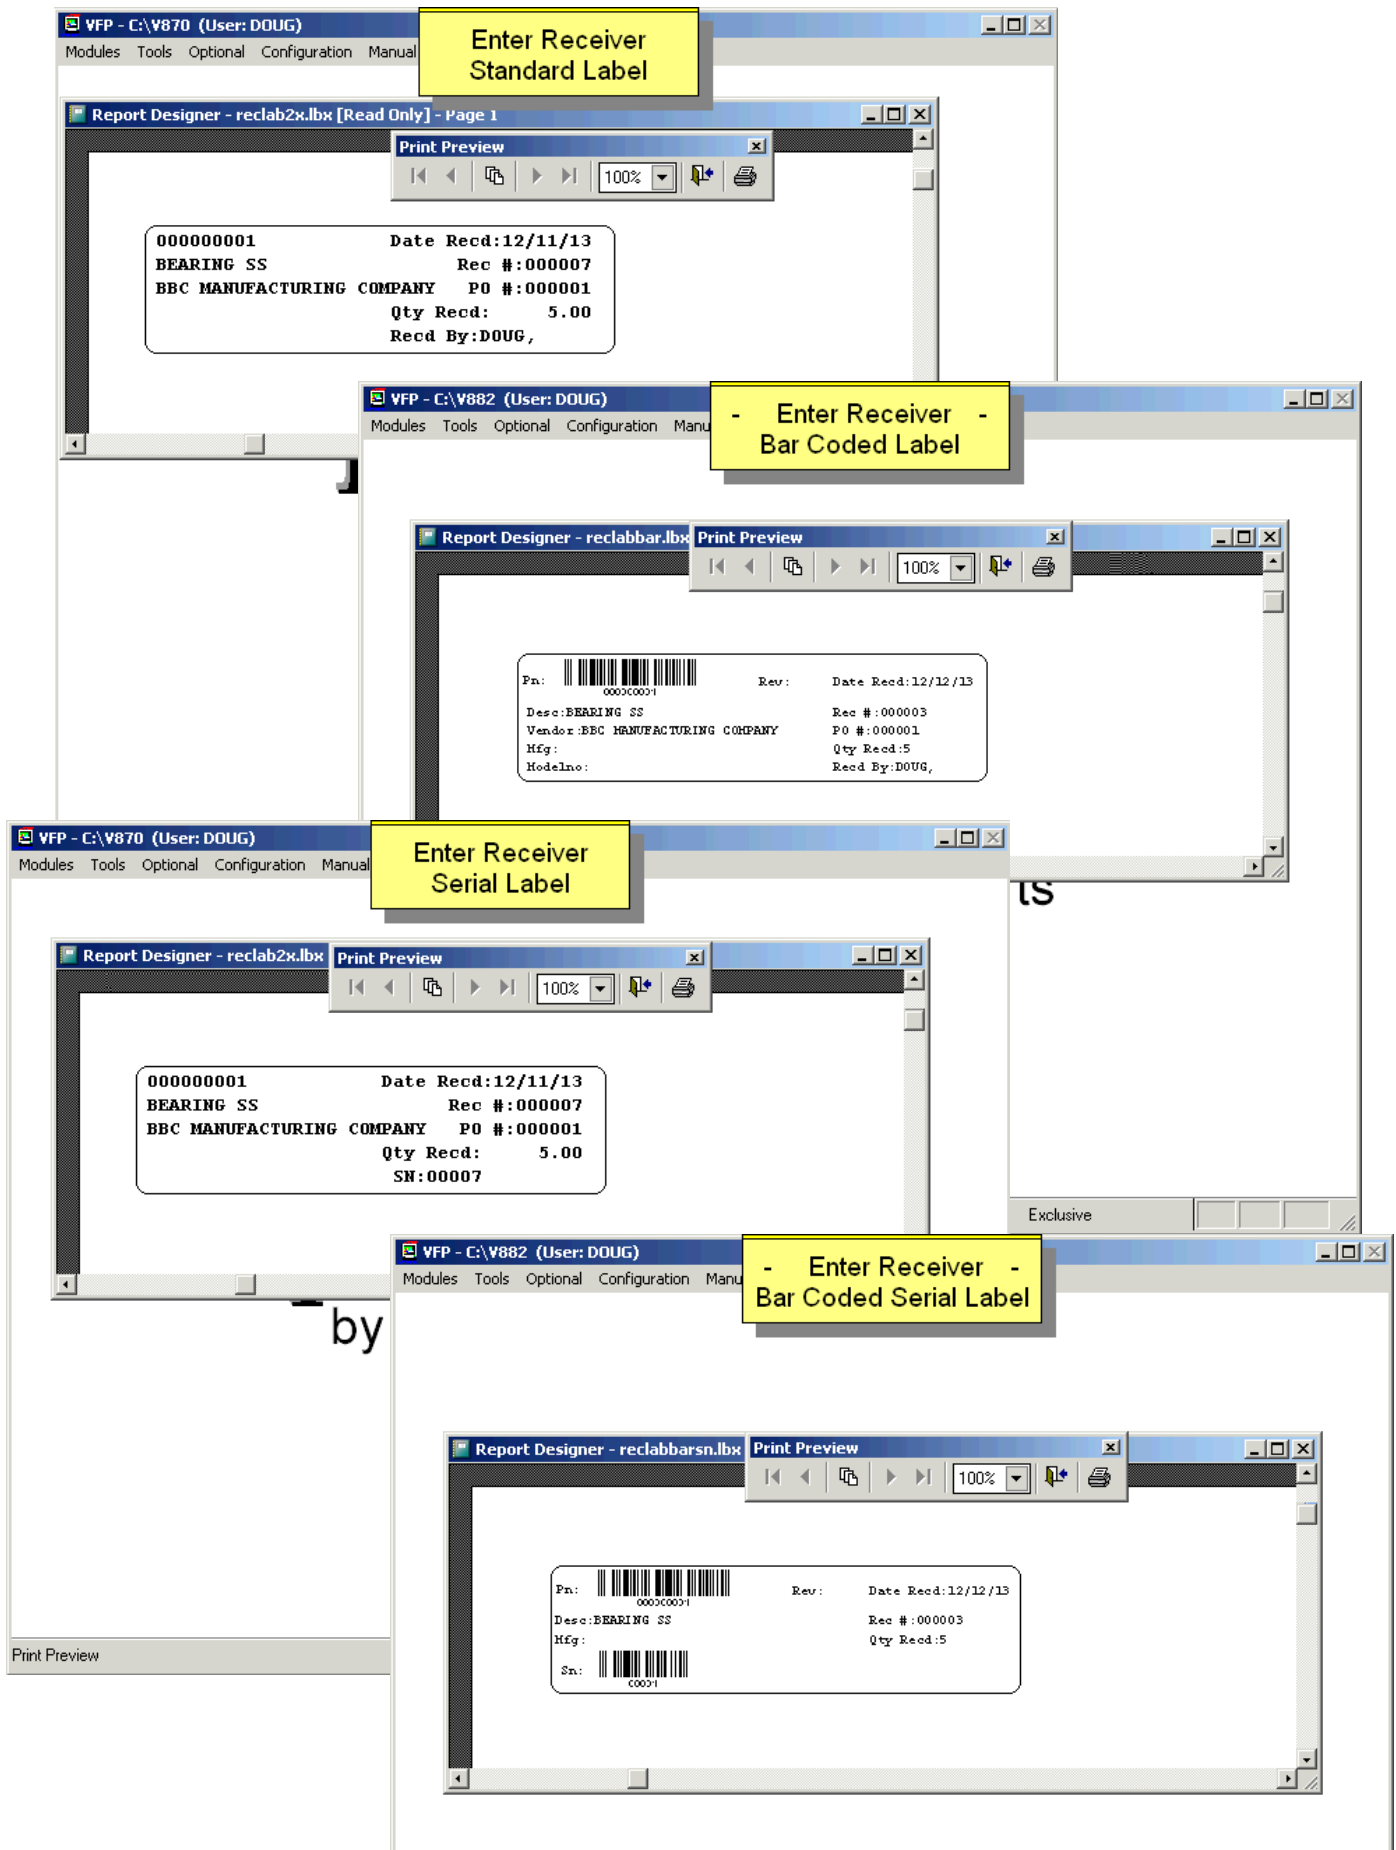 VFP - C:\V870 (User: DOUG)
Modules Tools Optional Configuration Manual
Enter Receiver
Standard Label
Report Designer - reclab2x.lbx [Read Only] - Page 1
Print Preview
100%
000000001 Date Recd:12/11/13
BEARING SS Rec #:000007
BBC MANUFACTURING COMPANY PO #:000001
Qty Recd: 5.00
Recd By:DOUG,
VFP - C:\V882 (User: DOUG)
Modules Tools Optional Configuration Manu
- Enter Receiver -
Bar Coded Label
Report Designer - reclabbar.lbx
Print Preview
100%
Pn: Rev: Date Recd:12/12/13
Desc:BEARING SS Rec #:000003
Vendor:BBC MANUFACTURING COMPANY PO #:000001
Mfg: Qty Recd:5
Modelno: Recd By:DOUG,
ts
Exclusive
VFP - C:\V870 (User: DOUG)
Modules Tools Optional Configuration Manual
Enter Receiver
Serial Label
Report Designer - reclab2x.lbx
Print Preview
100%
000000001 Date Recd:12/11/13
BEARING SS Rec #:000007
BBC MANUFACTURING COMPANY PO #:000001
Qty Recd: 5.00
SN:00007
by
Print Preview
VFP - C:\V882 (User: DOUG)
Modules Tools Optional Configuration Manu
- Enter Receiver -
Bar Coded Serial Label
Report Designer - reclabbarsn.lbx
Print Preview
100%
Pn: Rev: Date Recd:12/12/13
Desc:BEARING SS Rec #:000003
Mfg: Qty Recd:5
Sn: